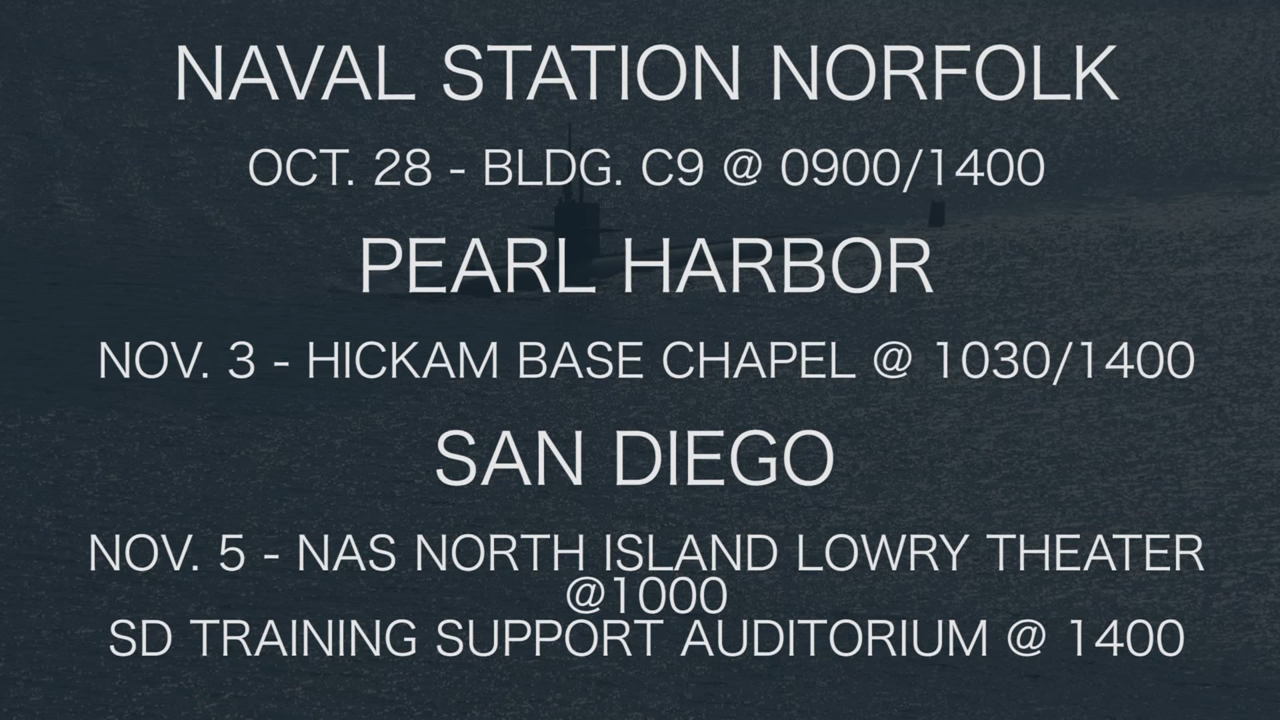 NAVAL STATION NORFOLK
OCT. 28 - BLDG. C9 @ 0900/1400
PEARL HARBOR
NOV. 3 - HICKAM BASE CHAPEL @ 1030/1400
SAN DIEGO
NOV. 5 - NAS NORTH ISLAND LOWRY THEATER
@1000
SD TRAINING SUPPORT AUDITORIUM @ 1400